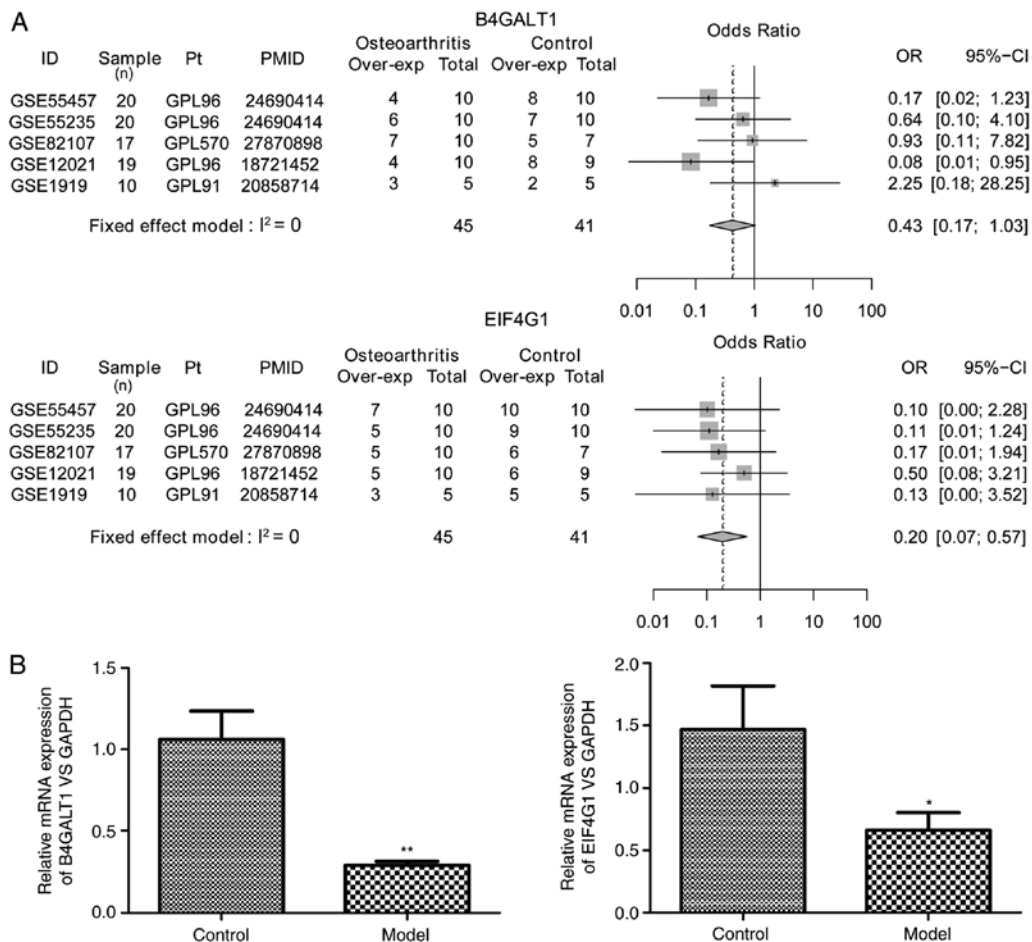 A
B4GALT1
Osteoarthritis Control Odds Ratio
ID Sample (n) Pt PMID Over-exp Total Over-exp Total OR 95%-CI
GSE55457 20 GPL96 24690414 4 10 8 10 0.17 [0.02; 1.23]
GSE55235 20 GPL96 24690414 6 10 7 10 0.64 [0.10; 4.10]
GSE82107 17 GPL570 27870898 7 10 5 7 0.93 [0.11; 7.82]
GSE12021 19 GPL96 18721452 4 10 8 9 0.08 [0.01; 0.95]
GSE1919 10 GPL91 20858714 3 5 2 5 2.25 [0.18; 28.25]
Fixed effect model : I² = 0 45 41 0.43 [0.17; 1.03]
0.01 0.1 1 10 100
EIF4G1
Osteoarthritis Control Odds Ratio
ID Sample (n) Pt PMID Over-exp Total Over-exp Total OR 95%-CI
GSE55457 20 GPL96 24690414 7 10 10 10 0.10 [0.00; 2.28]
GSE55235 20 GPL96 24690414 5 10 9 10 0.11 [0.01; 1.24]
GSE82107 17 GPL570 27870898 5 10 6 7 0.17 [0.01; 1.94]
GSE12021 19 GPL96 18721452 5 10 6 9 0.50 [0.08; 3.21]
GSE1919 10 GPL91 20858714 3 5 5 5 0.13 [0.00; 3.52]
Fixed effect model : I² = 0 45 41 0.20 [0.07; 0.57]
0.01 0.1 1 10 100
B
Relative mRNA expression
of B4GALT1 VS GAPDH
1.5
1.0
0.5
0.0
**
Control Model
Relative mRNA expression
of EIF4G1 VS GAPDH
2.0
1.5
1.0
0.5
0.0
*
Control Model